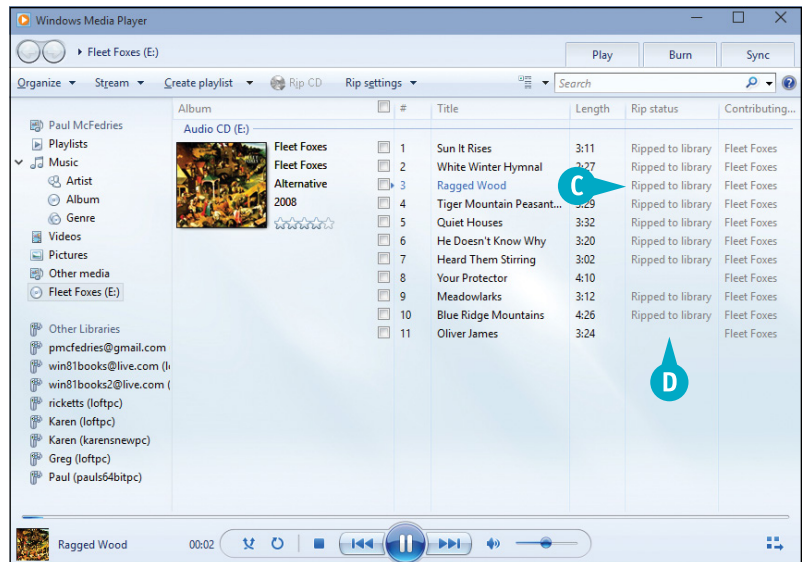 Windows Media Player
Fleet Foxes (E:)
Play Burn Sync
Organize Stream Create playlist Rip CD Rip settings Search
Album # Title Length Rip status Contributing...
Paul McFedries
Playlists
Music
Artist
Album
Genre
Videos
Pictures
Other media
Fleet Foxes (E:)
Other Libraries
pmcfedries@gmail.com
win81books@live.com (l
win81books2@live.com (
ricketts (loftpc)
Karen (loftpc)
Karen (karensnewpc)
Greg (loftpc)
Paul (pauls64bitpc)
Audio CD (E:)
Fleet Foxes
Fleet Foxes
Alternative
2008
1 Sun It Rises 3:11 Ripped to library Fleet Foxes
2 White Winter Hymnal 2:27 Ripped to library Fleet Foxes
3 Ragged Wood Ripped to library Fleet Foxes
4 Tiger Mountain Peasant... 3:29 Ripped to library Fleet Foxes
5 Quiet Houses 3:32 Ripped to library Fleet Foxes
6 He Doesn't Know Why 3:20 Ripped to library Fleet Foxes
7 Heard Them Stirring 3:02 Ripped to library Fleet Foxes
8 Your Protector 4:10 Fleet Foxes
9 Meadowlarks 3:12 Ripped to library Fleet Foxes
10 Blue Ridge Mountains 4:26 Ripped to library Fleet Foxes
11 Oliver James 3:24 Fleet Foxes
C
D
Ragged Wood 00:02